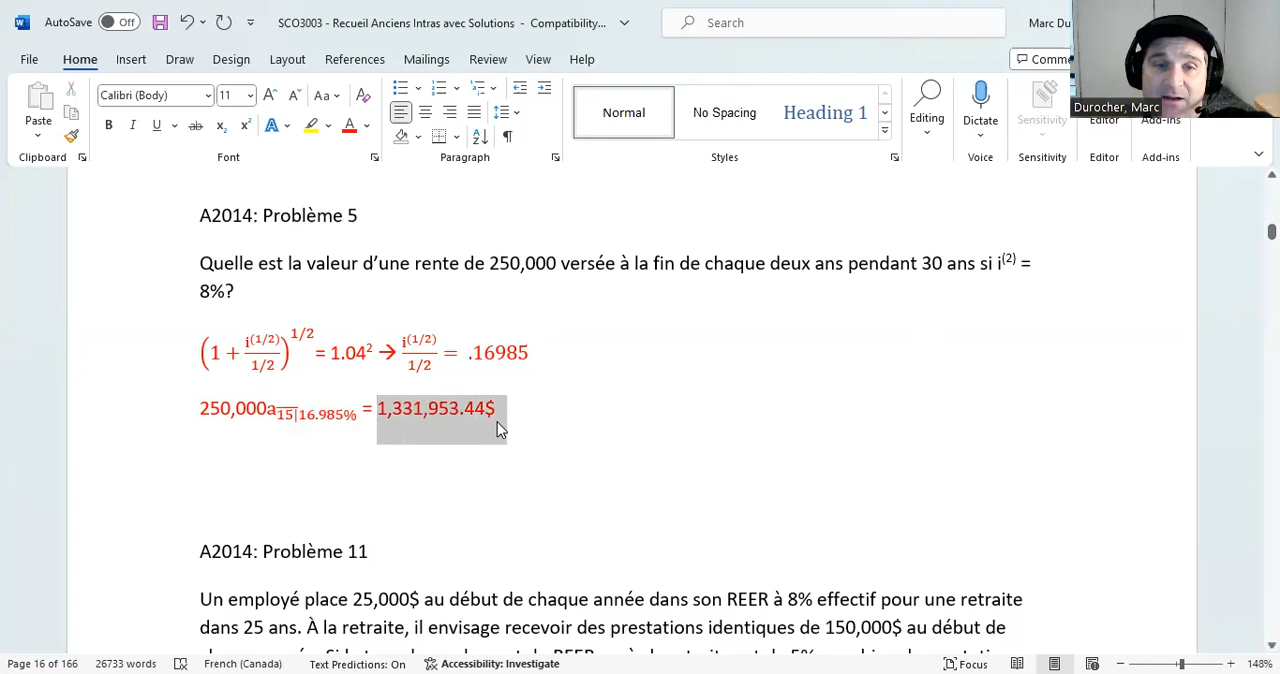 AutoSave Off SCO3003 - Recueil Anciens Intras avec Solutions - Compatibility... Search Marc Du
File Home Insert Draw Design Layout References Mailings Review View Help Comme
Durocher, Marc
Calibri (Body) 11 A A Aa A
Paste B I U ab x₂ x² A A
Normal No Spacing Heading 1
Editing Dictate Sensitivity Editor Add-ins
Clipboard Font Paragraph Styles Voice Sensitivity Editor Add-ins
A2014: Problème 5
Quelle est la valeur d’une rente de 250,000 versée à la fin de chaque deux ans pendant 30 ans si i⁽²⁾ =
8%?
(1 + i^(1/2) / 1/2)^1/2 = 1.04² → i^(1/2) / 1/2 = .16985
250,000a 15|16.985% = 1,331,953.44$
A2014: Problème 11
Un employé place 25,000$ au début de chaque année dans son REER à 8% effectif pour une retraite
dans 25 ans. À la retraite, il envisage recevoir des prestations identiques de 150,000$ au début de
Page 16 of 166 26733 words French (Canada) Text Predictions: On Accessibility: Investigate Focus 148%